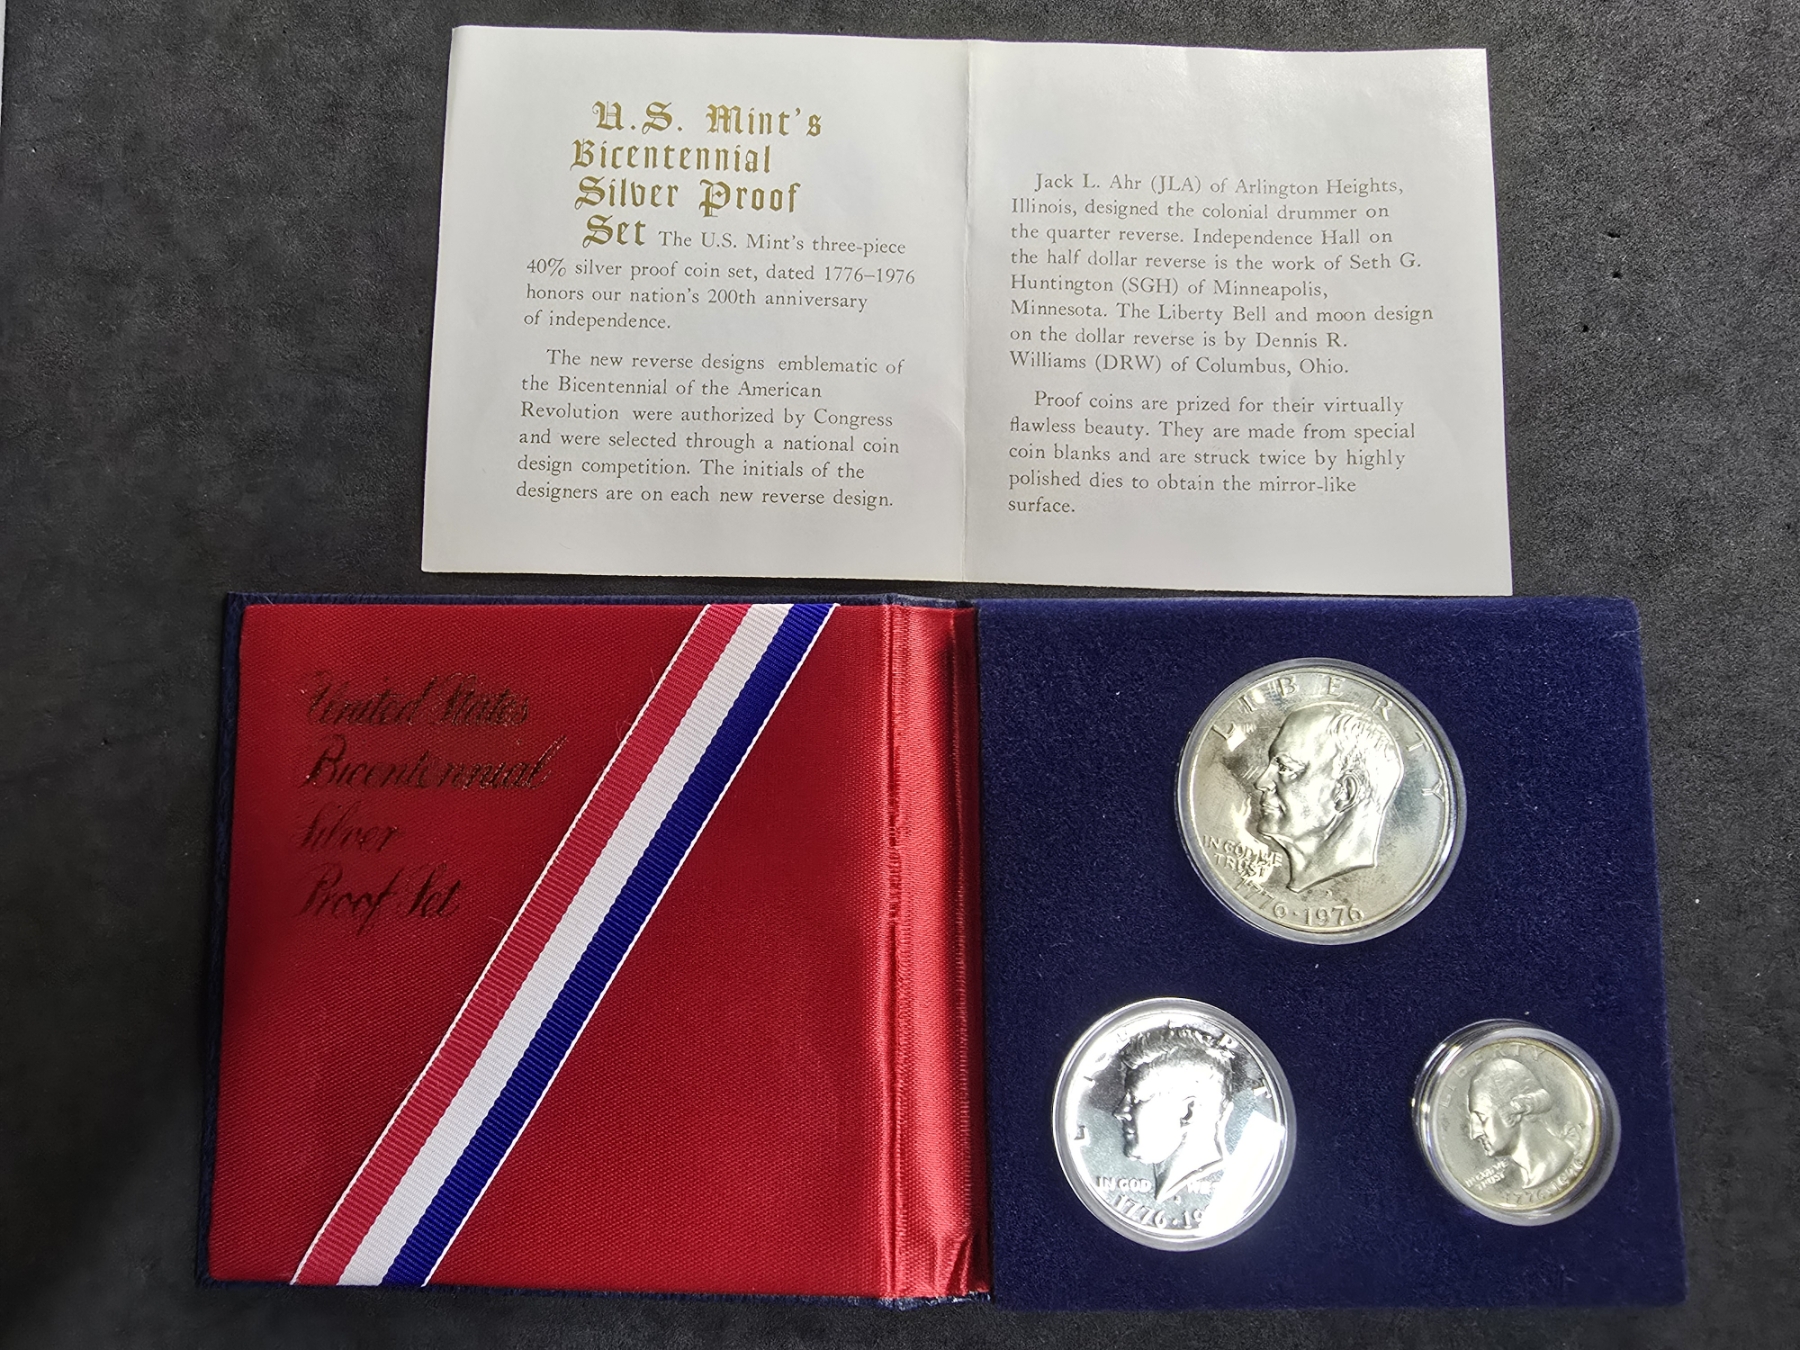 U.S. Mint's
Bicentennial
Silver Proof
Set The U.S. Mint's three-piece
40% silver proof coin set, dated 1776–1976
honors our nation's 200th anniversary
of independence.
The new reverse designs emblematic of
the Bicentennial of the American
Revolution were authorized by Congress
and were selected through a national coin
design competition. The initials of the
designers are on each new reverse design.
Jack L. Ahr (JLA) of Arlington Heights,
Illinois, designed the colonial drummer on
the quarter reverse. Independence Hall on
the half dollar reverse is the work of Seth G.
Huntington (SGH) of Minneapolis,
Minnesota. The Liberty Bell and moon design
on the dollar reverse is by Dennis R.
Williams (DRW) of Columbus, Ohio.
Proof coins are prized for their virtually
flawless beauty. They are made from special
coin blanks and are struck twice by highly
polished dies to obtain the mirror-like
surface.
United States
Bicentennial
Silver
Proof Set
LIBERTY
IN GOD WE
TRUST
1776·1976
IN GOD WE
1776·19
LIBERTY
IN GOD WE
TRUST